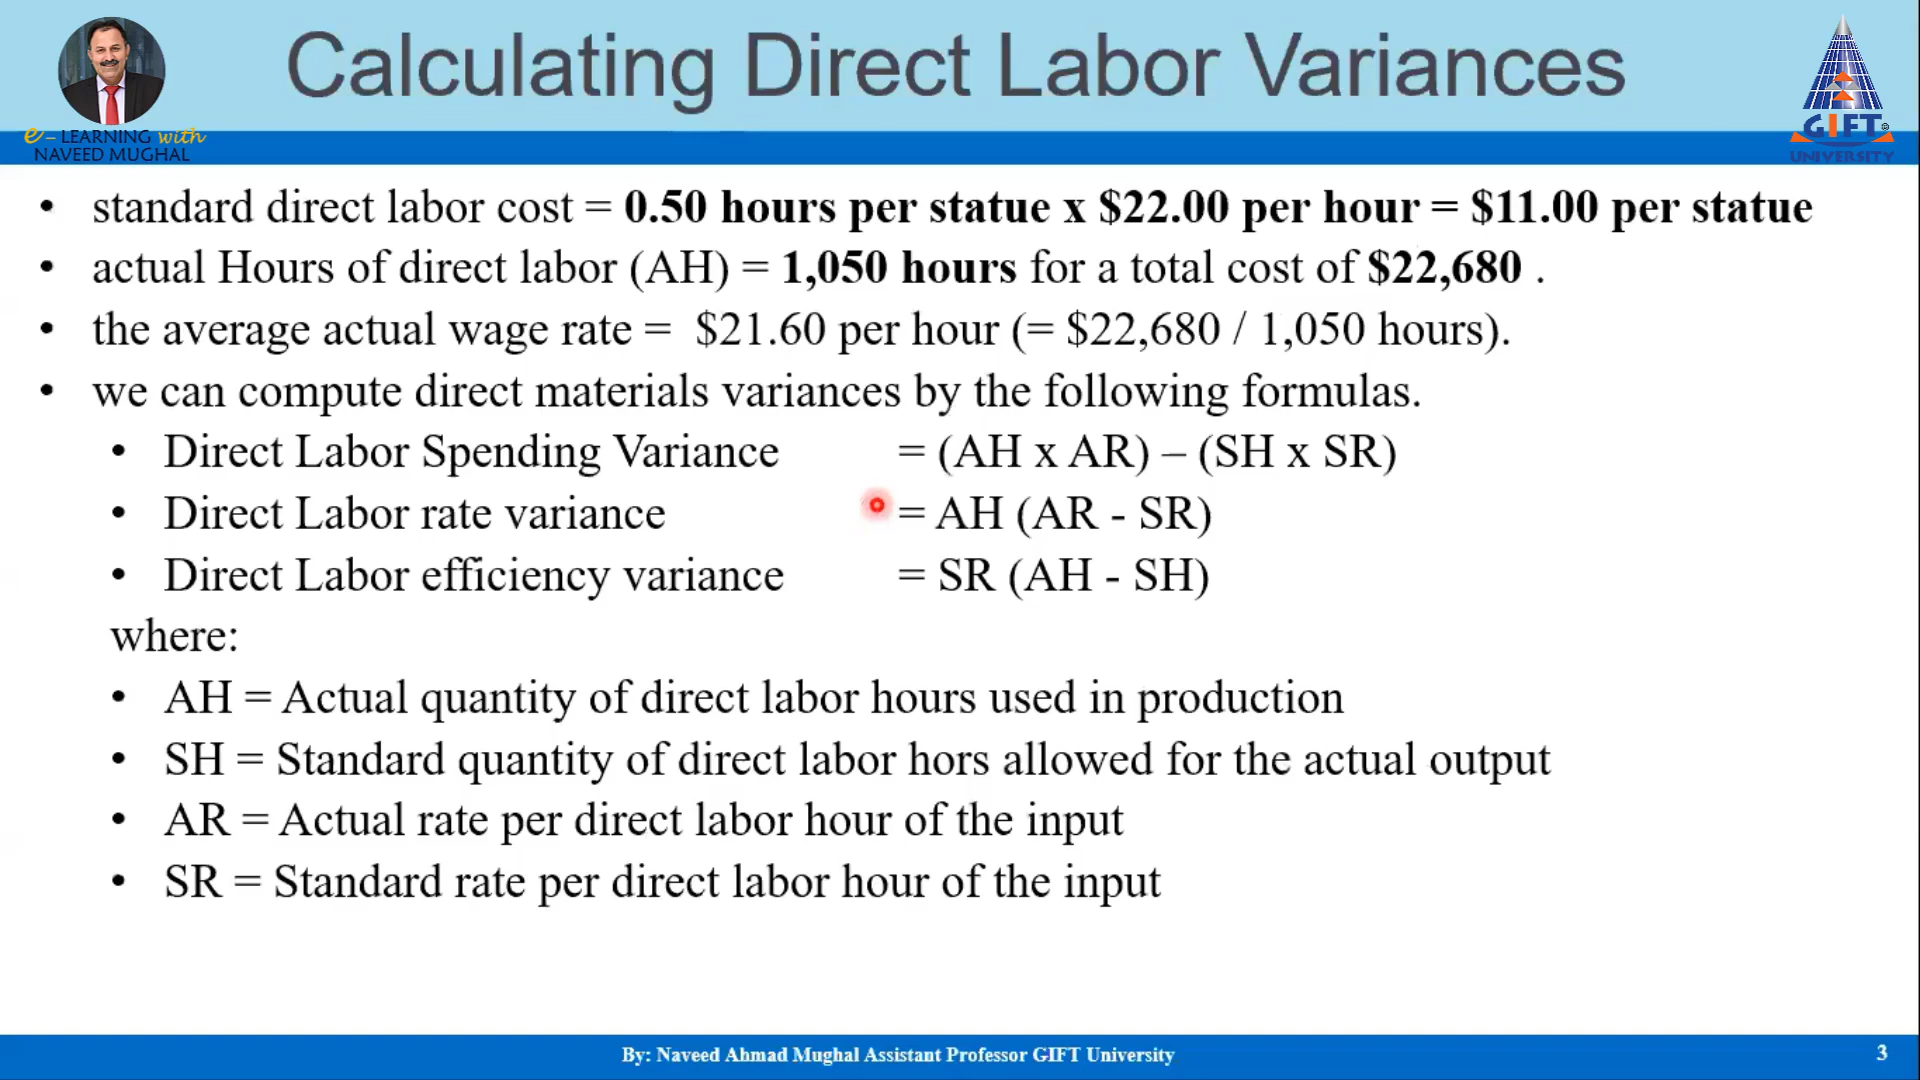 Calculating Direct Labor Variances
e – LEARNING with
NAVEED MUGHAL
GIFT
UNIVERSITY
• standard direct labor cost = 0.50 hours per statue x $22.00 per hour = $11.00 per statue
• actual Hours of direct labor (AH) = 1,050 hours for a total cost of $22,680 .
• the average actual wage rate = $21.60 per hour (= $22,680 / 1,050 hours).
• we can compute direct materials variances by the following formulas.
• Direct Labor Spending Variance = (AH x AR) – (SH x SR)
• Direct Labor rate variance = AH (AR - SR)
• Direct Labor efficiency variance = SR (AH - SH)
where:
• AH = Actual quantity of direct labor hours used in production
• SH = Standard quantity of direct labor hors allowed for the actual output
• AR = Actual rate per direct labor hour of the input
• SR = Standard rate per direct labor hour of the input
By: Naveed Ahmad Mughal Assistant Professor GIFT University
3